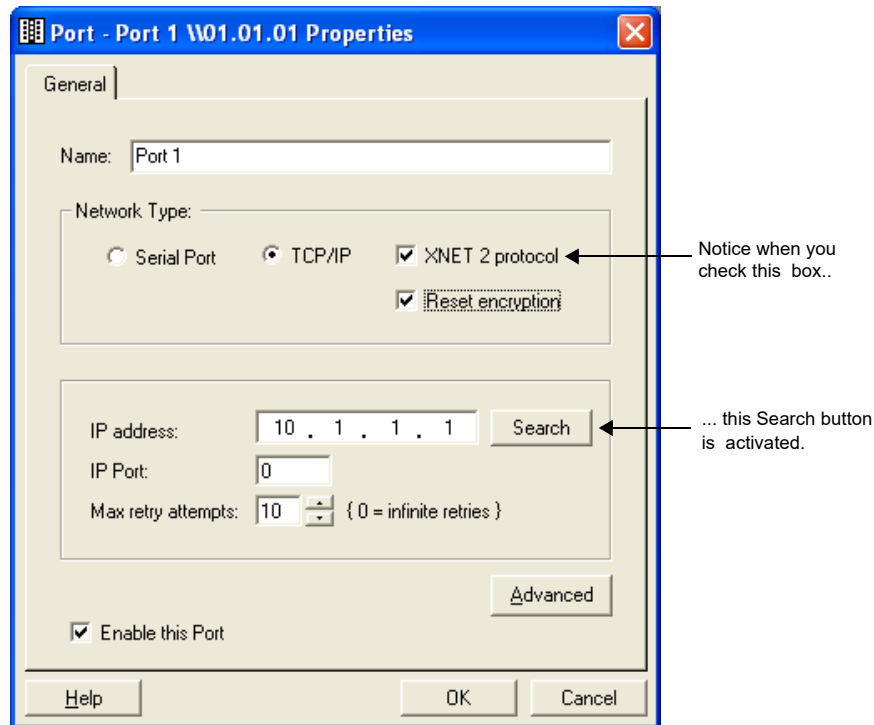 Port - Port 1 \\01.01.01 Properties
General
Name: Port 1
Network Type:
Serial Port TCP/IP XNET 2 protocol
Notice when you
check this box..
Reset encryption
IP address: 10 . 1 . 1 . 1 Search
... this Search button
is activated.
IP Port: 0
Max retry attempts: 10 { 0 = infinite retries }
Advanced
Enable this Port
Help OK Cancel